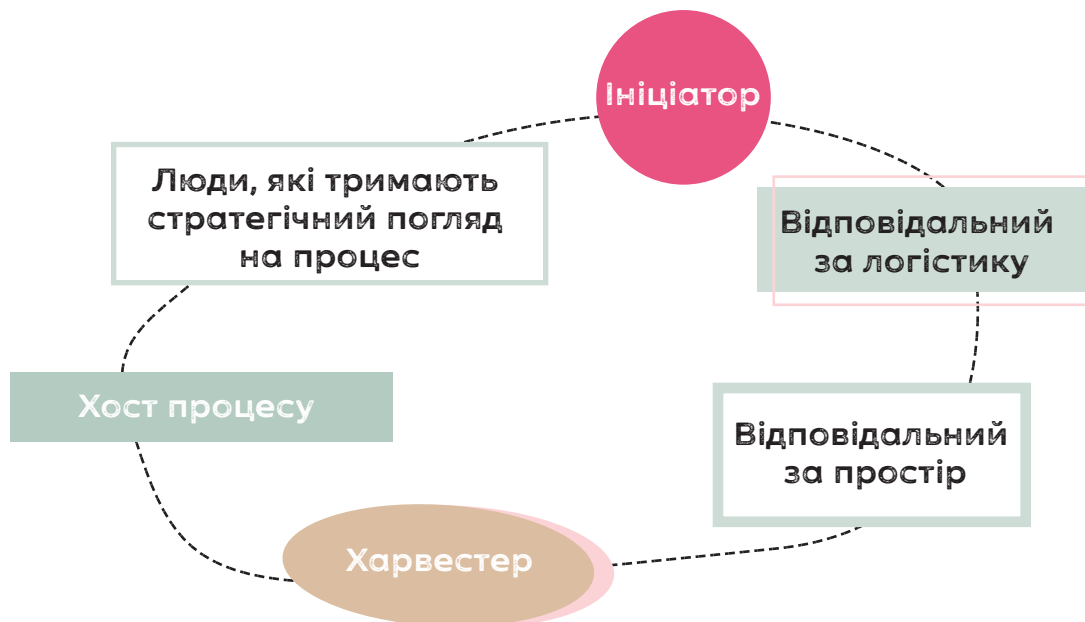 Ініціатор
Люди, які тримають
стратегічний погляд
на процес
Відповідальний
за логістику
Хост процесу
Відповідальний
за простір
Харвестер